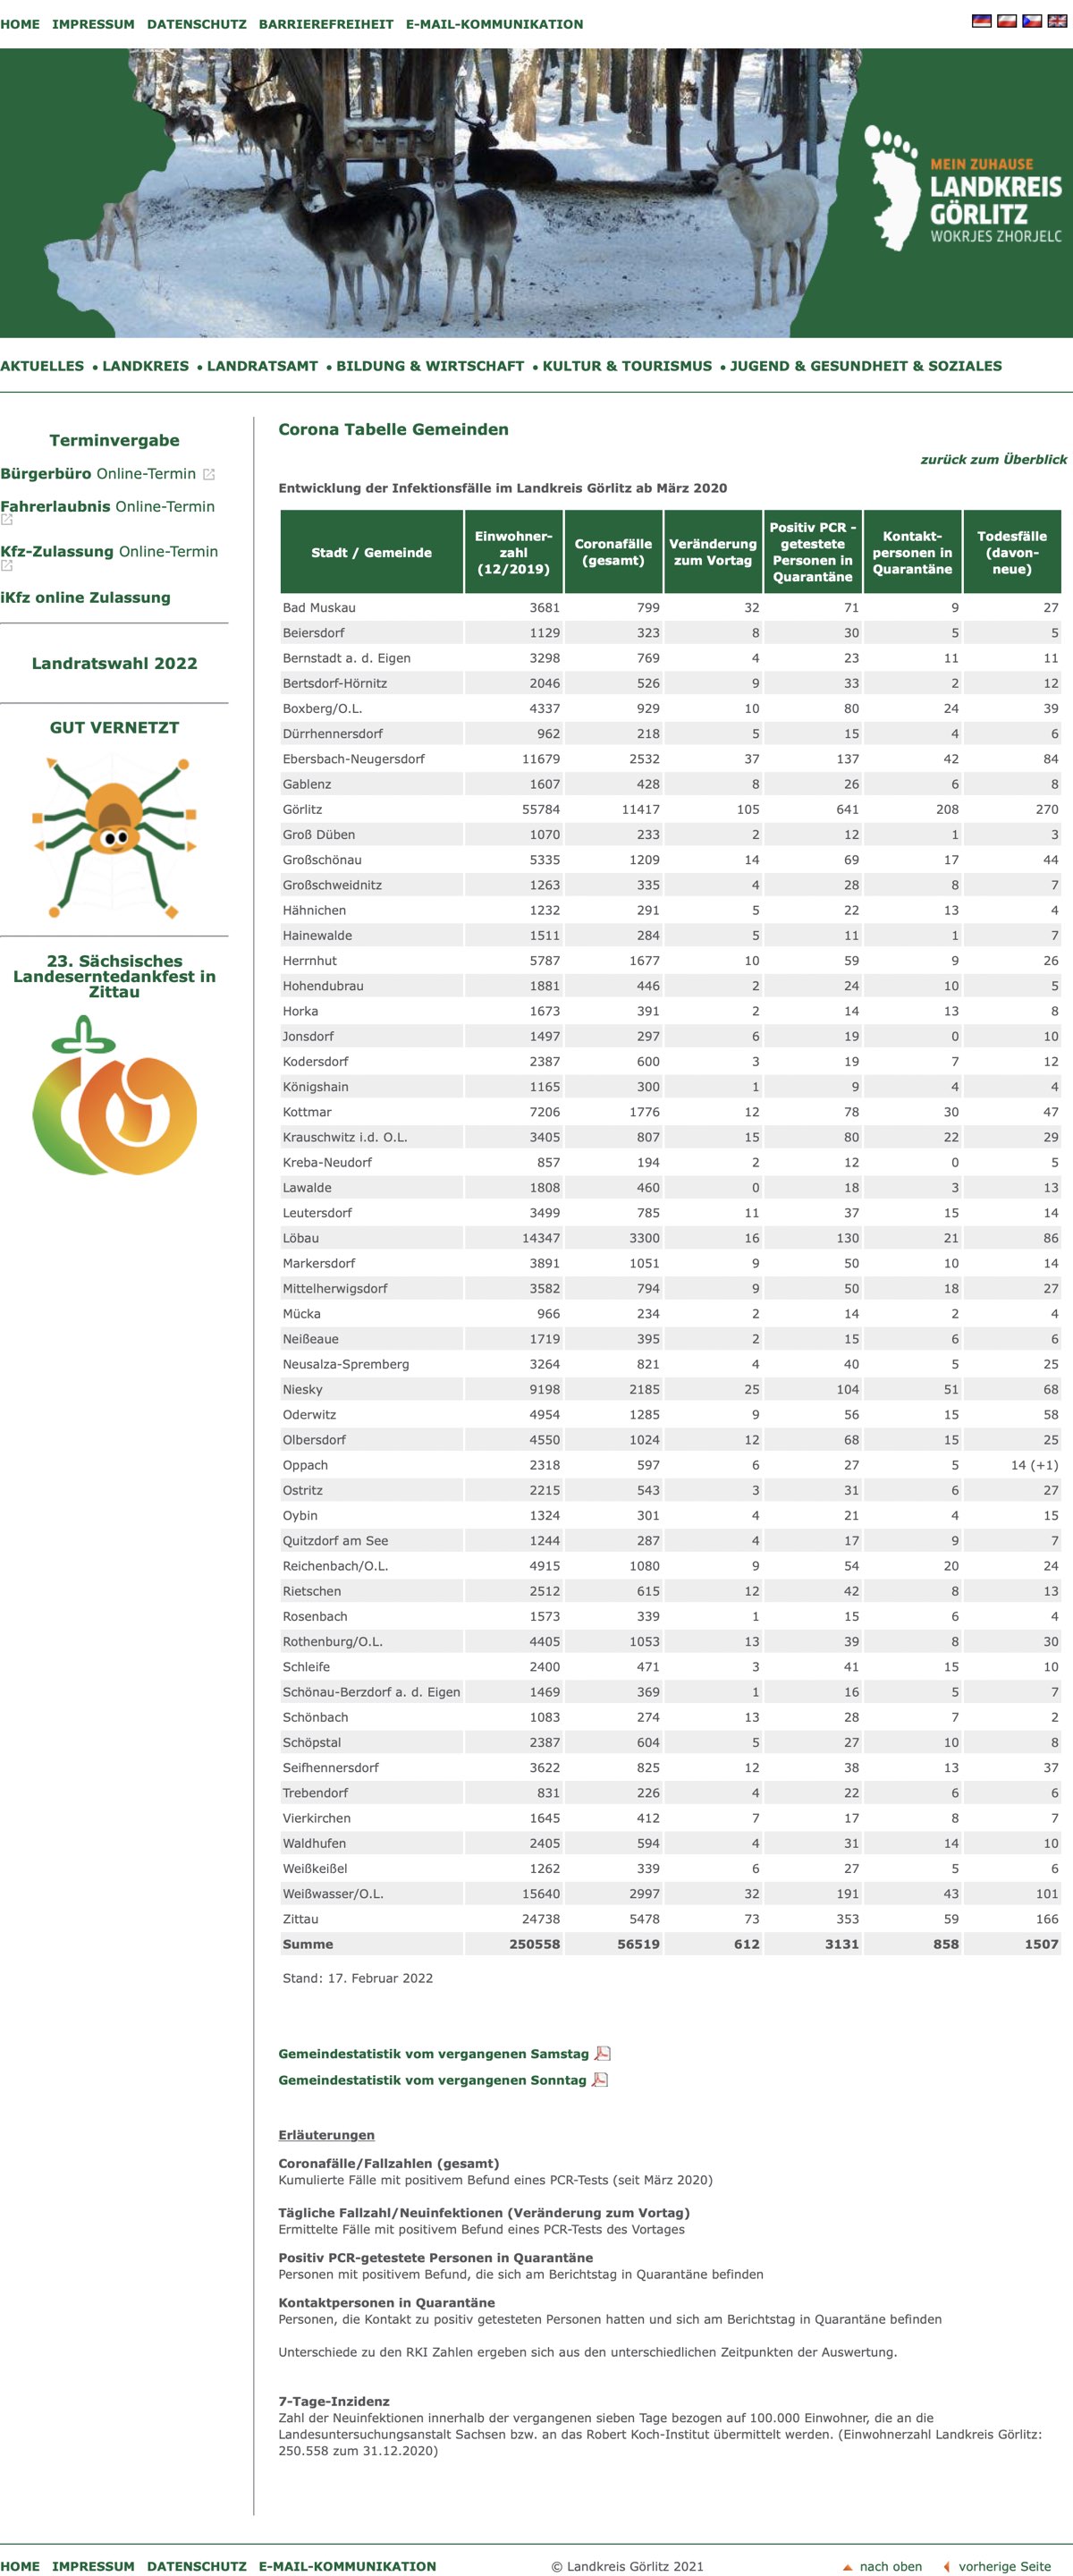 HOME IMPRESSUM DATENSCHUTZ BARRIEREFREIHEIT E-MAIL-KOMMUNIKATION
MEIN ZUHAUSE
LANDKREIS
GÖRLITZ
WOKRJES ZHORJELC
AKTUELLES • LANDKREIS • LANDRATSAMT • BILDUNG & WIRTSCHAFT • KULTUR & TOURISMUS • JUGEND & GESUNDHEIT & SOZIALES
Terminvergabe
Bürgerbüro Online-Termin
Fahrerlaubnis Online-Termin
Kfz-Zulassung Online-Termin
iKfz online Zulassung
Landratswahl 2022
GUT VERNETZT
23. Sächsisches
Landeserntedankfest in
Zittau
Corona Tabelle Gemeinden
zurück zum Überblick
Entwicklung der Infektionsfälle im Landkreis Görlitz ab März 2020
Stadt / Gemeinde Einwohner-zahl (12/2019) Coronafälle (gesamt) Veränderung zum Vortag Positiv PCR - getestete Personen in Quarantäne Kontakt-personen in Quarantäne Todesfälle (davon-neue)
Bad Muskau 3681 799 32 71 9 27
Beiersdorf 1129 323 8 30 5 5
Bernstadt a. d. Eigen 3298 769 4 23 11 11
Bertsdorf-Hörnitz 2046 526 9 33 2 12
Boxberg/O.L. 4337 929 10 80 24 39
Dürrhennersdorf 962 218 5 15 4 6
Ebersbach-Neugersdorf 11679 2532 37 137 42 84
Gablenz 1607 428 8 26 6 8
Görlitz 55784 11417 105 641 208 270
Groß Düben 1070 233 2 12 1 3
Großschönau 5335 1209 14 69 17 44
Großschweidnitz 1263 335 4 28 8 7
Hähnichen 1232 291 5 22 13 4
Hainewalde 1511 284 5 11 1 7
Herrnhut 5787 1677 10 59 9 26
Hohendubrau 1881 446 2 24 10 5
Horka 1673 391 2 14 13 8
Jonsdorf 1497 297 6 19 0 10
Kodersdorf 2387 600 3 19 7 12
Königshain 1165 300 1 9 4 4
Kottmar 7206 1776 12 78 30 47
Krauschwitz i.d. O.L. 3405 807 15 80 22 29
Kreba-Neudorf 857 194 2 12 0 5
Lawalde 1808 460 0 18 3 13
Leutersdorf 3499 785 11 37 15 14
Löbau 14347 3300 16 130 21 86
Markersdorf 3891 1051 9 50 10 14
Mittelherwigsdorf 3582 794 9 50 18 27
Mücka 966 234 2 14 2 4
Neißeaue 1719 395 2 15 6 6
Neusalza-Spremberg 3264 821 4 40 5 25
Niesky 9198 2185 25 104 51 68
Oderwitz 4954 1285 9 56 15 58
Olbersdorf 4550 1024 12 68 15 25
Oppach 2318 597 6 27 5 14 (+1)
Ostritz 2215 543 3 31 6 27
Oybin 1324 301 4 21 4 15
Quitzdorf am See 1244 287 4 17 9 7
Reichenbach/O.L. 4915 1080 9 54 20 24
Rietschen 2512 615 12 42 8 13
Rosenbach 1573 339 1 15 6 4
Rothenburg/O.L. 4405 1053 13 39 8 30
Schleife 2400 471 3 41 15 10
Schönau-Berzdorf a. d. Eigen 1469 369 1 16 5 7
Schönbach 1083 274 13 28 7 2
Schöpstal 2387 604 5 27 10 8
Seifhennersdorf 3622 825 12 38 13 37
Trebendorf 831 226 4 22 6 6
Vierkirchen 1645 412 7 17 8 7
Waldhufen 2405 594 4 31 14 10
Weißkeißel 1262 339 6 27 5 6
Weißwasser/O.L. 15640 2997 32 191 43 101
Zittau 24738 5478 73 353 59 166
Summe 250558 56519 612 3131 858 1507
Stand: 17. Februar 2022
Gemeindestatistik vom vergangenen Samstag
Gemeindestatistik vom vergangenen Sonntag
Erläuterungen
Coronafälle/Fallzahlen (gesamt)
Kumulierte Fälle mit positivem Befund eines PCR-Tests (seit März 2020)
Tägliche Fallzahl/Neuinfektionen (Veränderung zum Vortag)
Ermittelte Fälle mit positivem Befund eines PCR-Tests des Vortages
Positiv PCR-getestete Personen in Quarantäne
Personen mit positivem Befund, die sich am Berichtstag in Quarantäne befinden
Kontaktpersonen in Quarantäne
Personen, die Kontakt zu positiv getesteten Personen hatten und sich am Berichtstag in Quarantäne befinden
Unterschiede zu den RKI Zahlen ergeben sich aus den unterschiedlichen Zeitpunkten der Auswertung.
7-Tage-Inzidenz
Zahl der Neuinfektionen innerhalb der vergangenen sieben Tage bezogen auf 100.000 Einwohner, die an die
Landesuntersuchungsanstalt Sachsen bzw. an das Robert Koch-Institut übermittelt werden. (Einwohnerzahl Landkreis Görlitz:
250.558 zum 31.12.2020)
HOME IMPRESSUM DATENSCHUTZ E-MAIL-KOMMUNIKATION © Landkreis Görlitz 2021 nach oben vorherige Seite